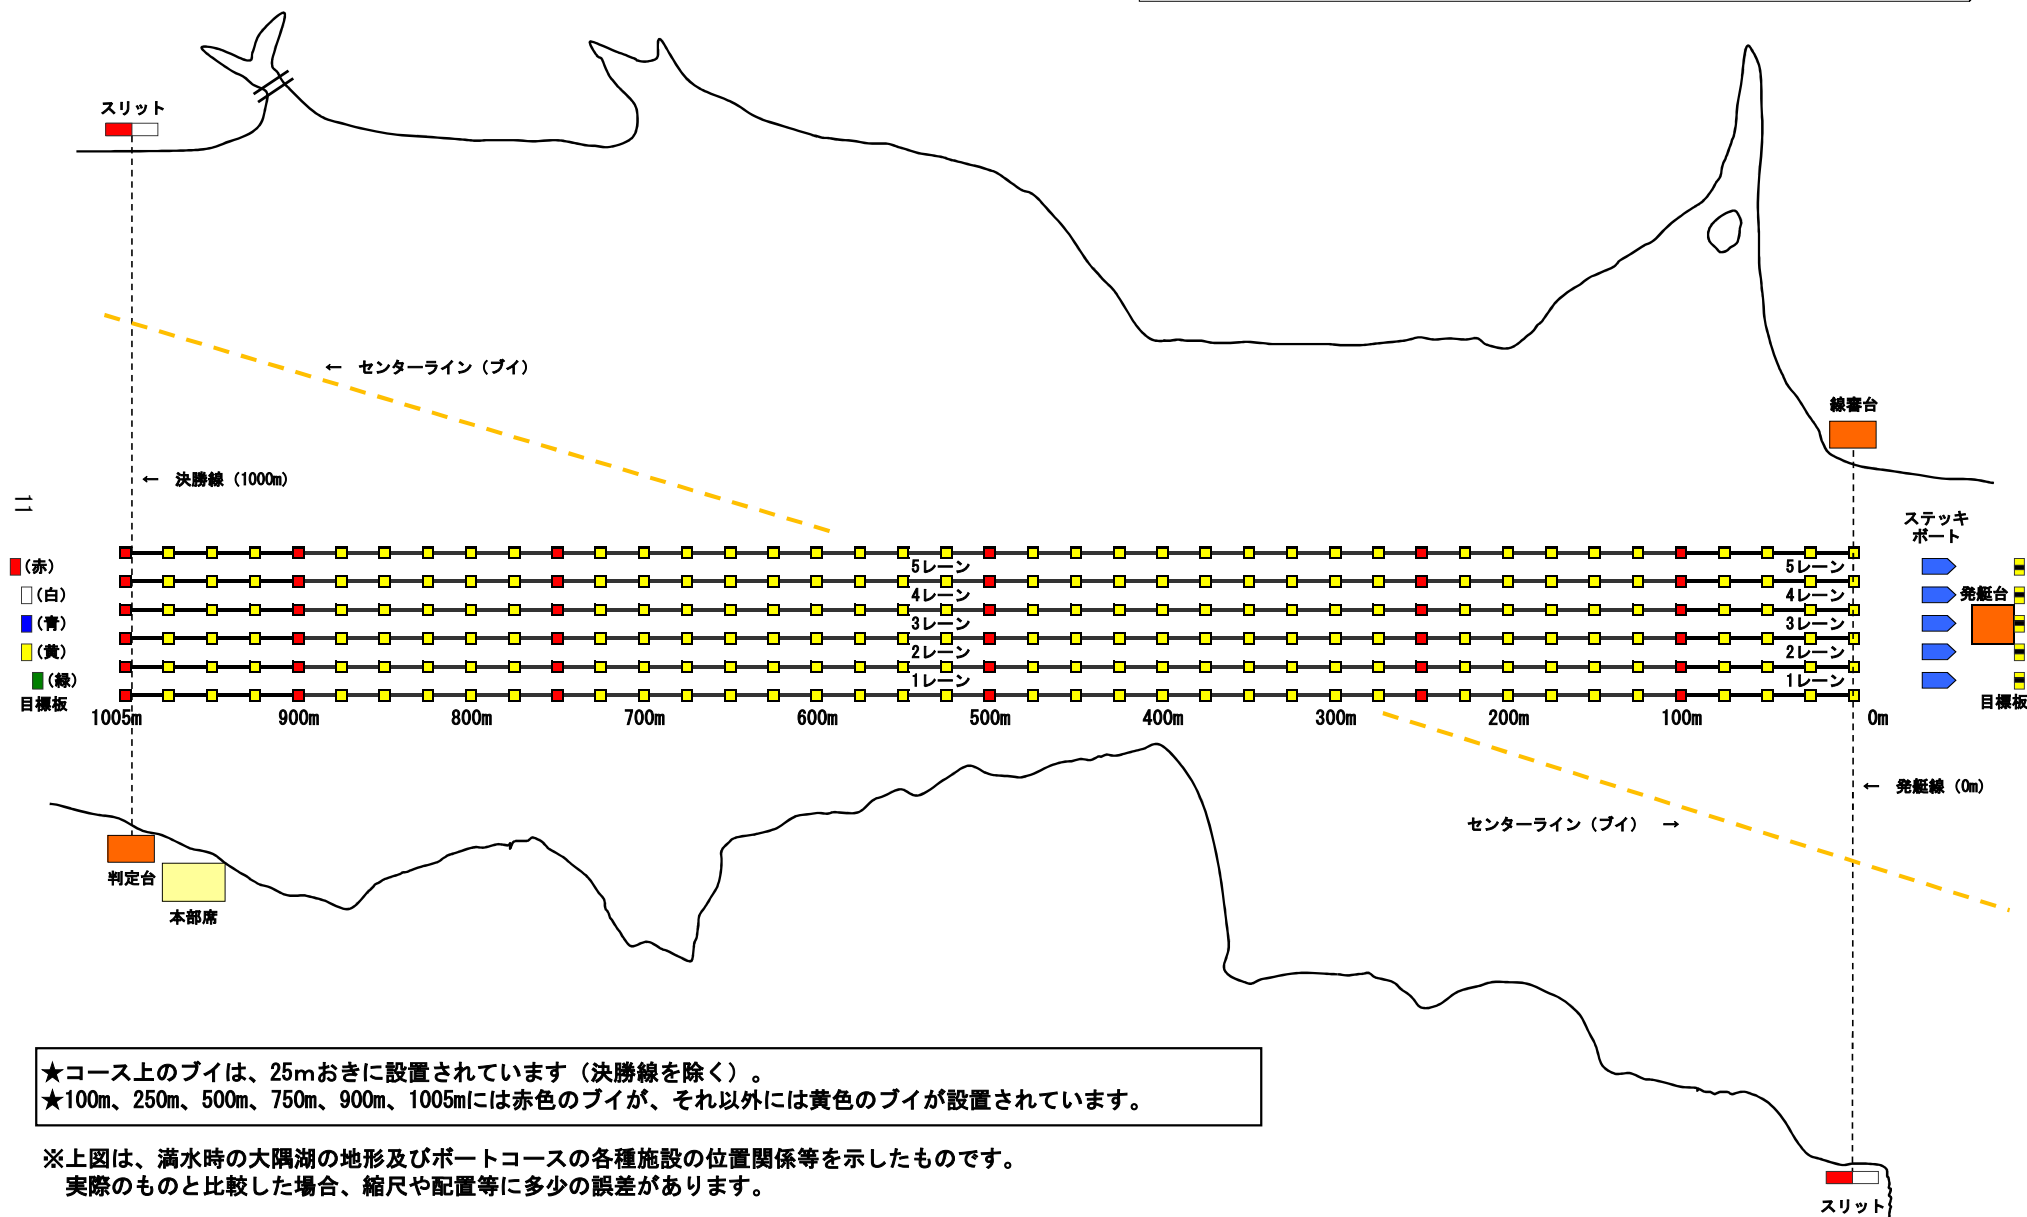 スリット
← センターライン（ブイ）
線審台
← 決勝線（1000m）
11
ステッキ
ボート
（赤）
5レーン
5レーン
（白）
4レーン
4レーン
発艇台
（青）
3レーン
3レーン
（黄）
2レーン
2レーン
（緑）
1レーン
1レーン
目標板
目標板
1005m 900m 800m 700m 600m 500m 400m 300m 200m 100m 0m
← 発艇線（0m）
センターライン（ブイ） →
判定台
本部席
★コース上のブイは、25ｍおきに設置されています（決勝線を除く）。
★100m、250m、500m、750m、900m、1005mには赤色のブイが、それ以外には黄色のブイが設置されています。
※上図は、満水時の大隅湖の地形及びボートコースの各種施設の位置関係等を示したものです。
実際のものと比較した場合、縮尺や配置等に多少の誤差があります。
スリット